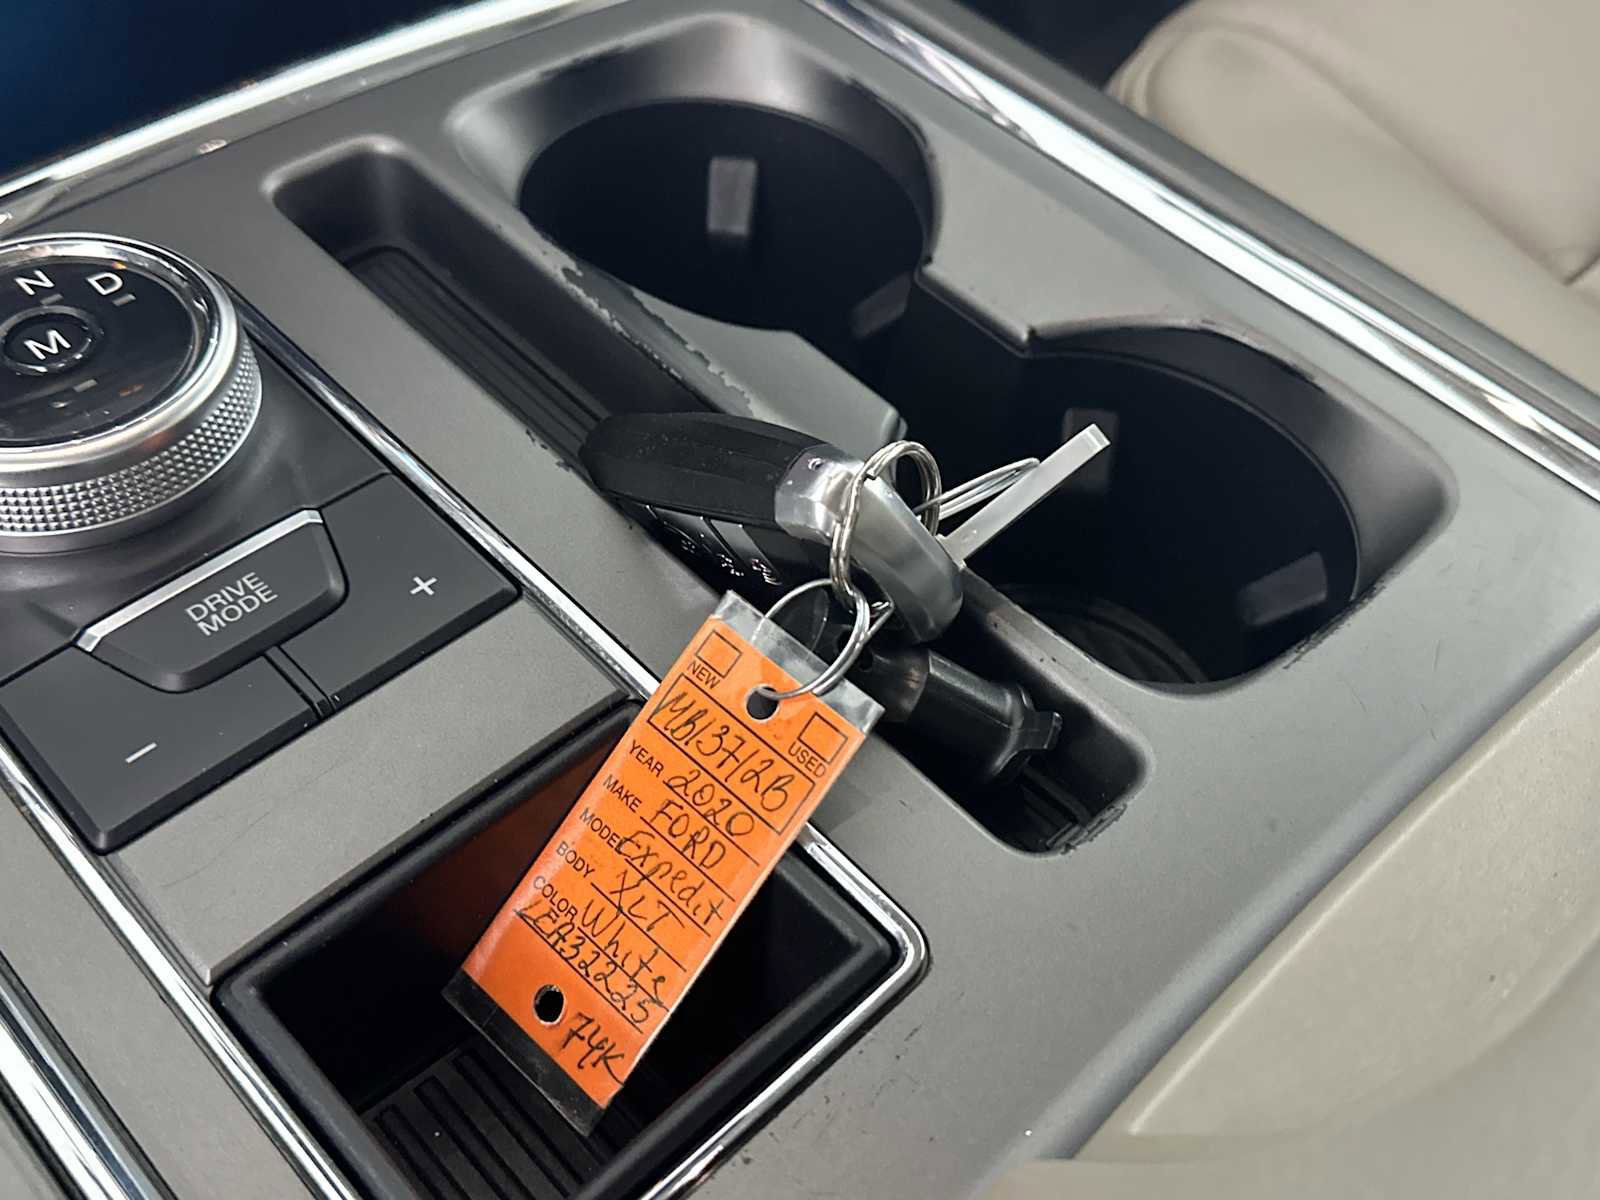 N D
M
DRIVE
MODE
+
−
NEW
USED
MB13712B
YEAR 2020
MAKE FORD
MODEL Expedit
BODY XLT
COLOR White
LEA32225
74K